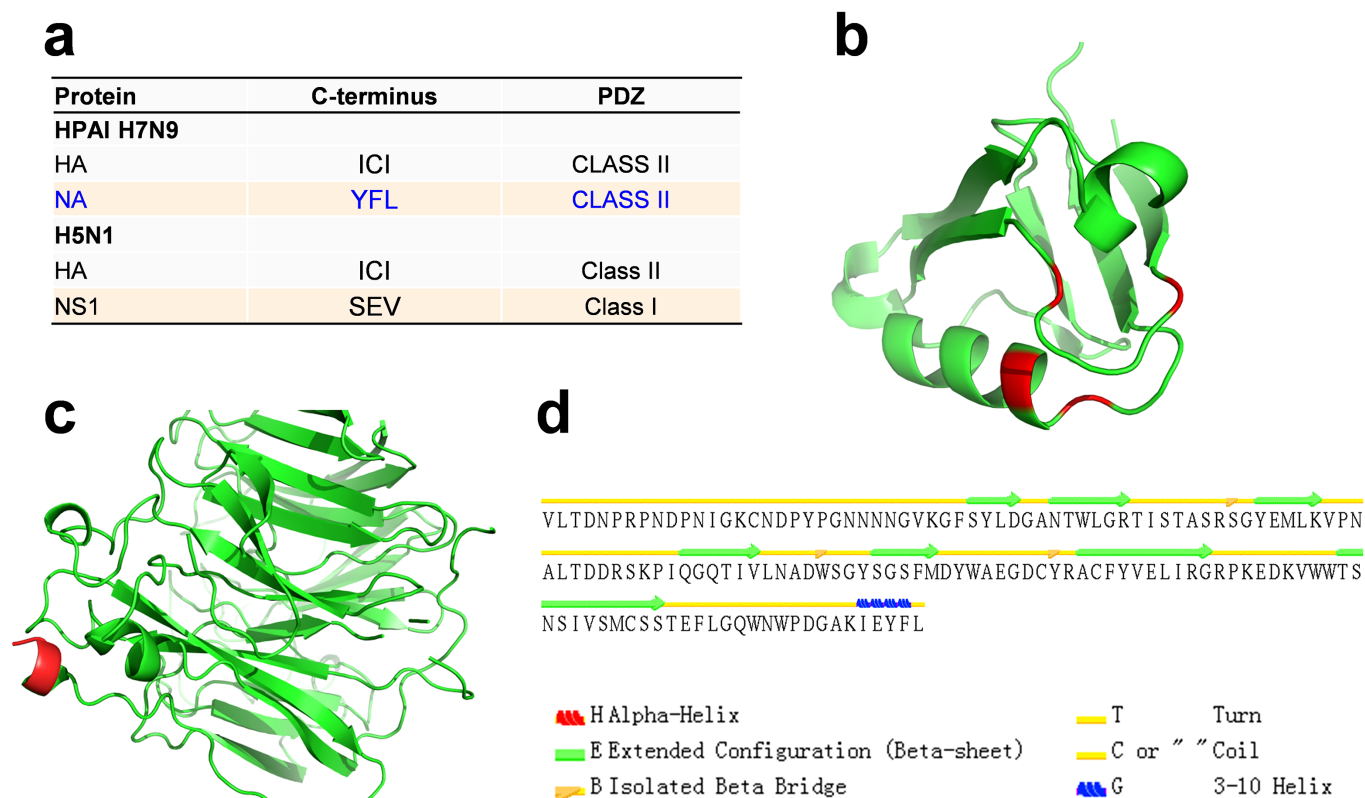 a
Protein C-terminus PDZ
HPAI H7N9
HA ICI CLASS II
NA YFL CLASS II
H5N1
HA ICI Class II
NS1 SEV Class I
b
c
d
VLTDNPRPNDPNIGKCNDPYPGNNNNGVKGFSYLDGANTWLGRTISTASRSGYEMLKVPN
ALTDDRSKPIQGQTIVLNADWSGYSGSFMDYWAEGDCYRACFYVELIRGRPKEDKVWWTS
NSIVSMCSSTEFLGQWNWPDGAKIEYFL
H Alpha-Helix
E Extended Configuration (Beta-sheet)
B Isolated Beta Bridge
T Turn
C or " " Coil
G 3-10 Helix